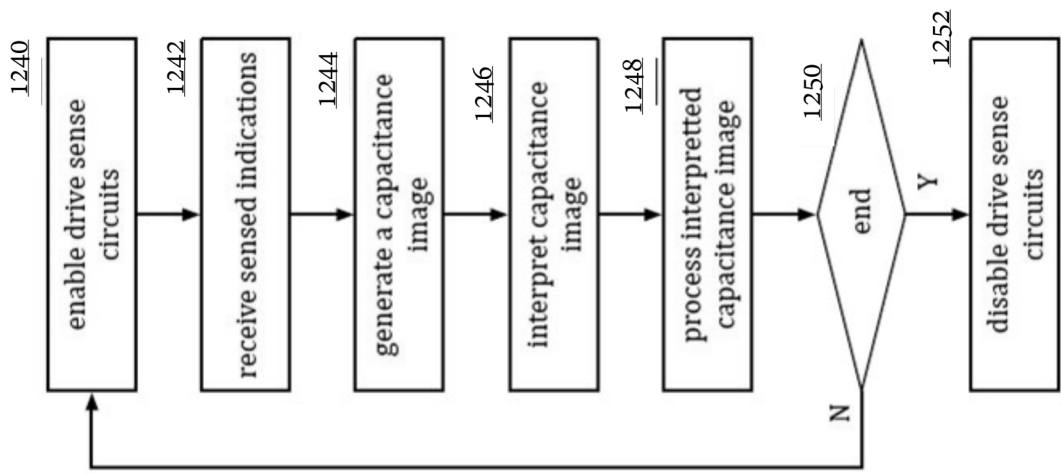 1240
enable drive sense
circuits
1242
receive sensed indications
1244
generate a capacitance
image
1246
interpret capacitance
image
1248
process interpretted
capacitance image
1250
end
N
Y
1252
disable drive sense
circuits